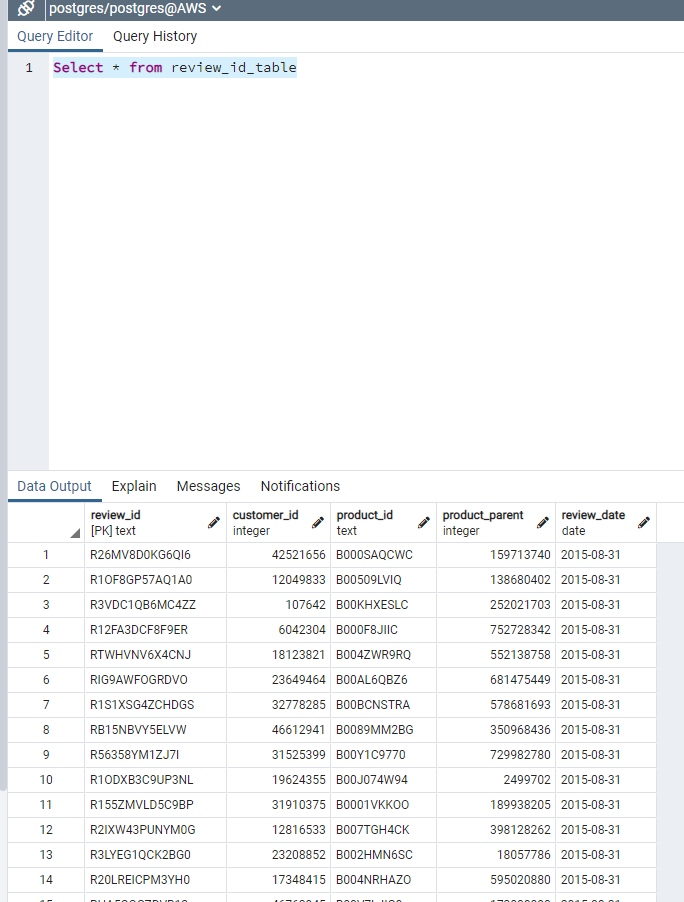 postgres/postgres@AWS
Query Editor Query History
1 Select * from review_id_table
Data Output Explain Messages Notifications
review_id customer_id product_id product_parent review_date
[PK] text integer text integer date
1 R26MV8D0KG6QI6 42521656 B000SAQCWC 159713740 2015-08-31
2 R1OF8GP57AQ1A0 12049833 B00509LVIQ 138680402 2015-08-31
3 R3VDC1QB6MC4ZZ 107642 B00KHXESLC 252021703 2015-08-31
4 R12FA3DCF8F9ER 6042304 B000F8JIIC 752728342 2015-08-31
5 RTWHVNV6X4CNJ 18123821 B004ZWR9RQ 552138758 2015-08-31
6 RIG9AWFOGRDVO 23649464 B00AL6QBZ6 681475449 2015-08-31
7 R1S1XSG4ZCHDGS 32778285 B00BCNSTRA 578681693 2015-08-31
8 RB15NBVY5ELVW 46612941 B0089MM2BG 350968436 2015-08-31
9 R56358YM1ZJ7I 31525399 B00Y1C9770 729982780 2015-08-31
10 R1ODXB3C9UP3NL 19624355 B00J074W94 2499702 2015-08-31
11 R155ZMVLD5C9BP 31910375 B0001VKKOO 189938205 2015-08-31
12 R2IXW43PUNYM0G 12816533 B007TGH4CK 398128262 2015-08-31
13 R3LYEG1QCK2BG0 23208852 B002HMN6SC 18057786 2015-08-31
14 R20LREICPM3YH0 17348415 B004NRHAZO 595020880 2015-08-31